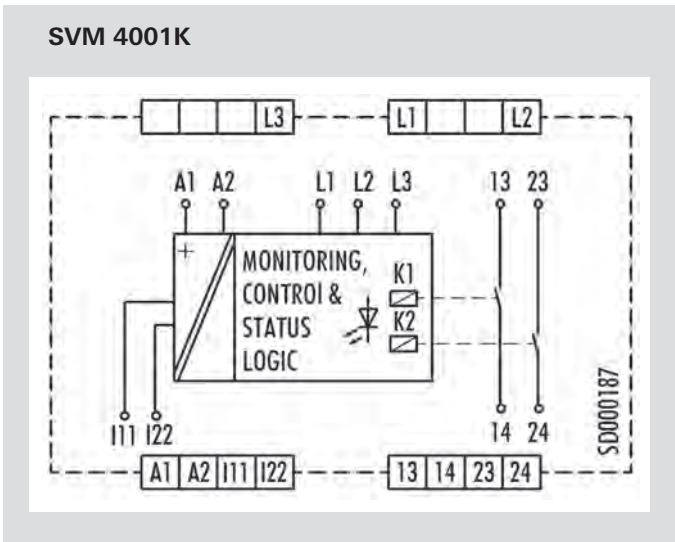 SVM 4001K
L3 L1 L2
A1 A2 L1 L2 L3 13 23
+
MONITORING,
CONTROl &
STATUS
LOGIC
K1
K2
I11 I22 14 24
A1 A2 I11 I22 13 14 23 24
SD000187